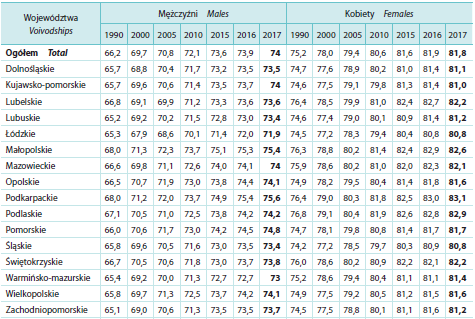 Województwa Mężczyźni Males Kobiety Females
Voivodships 1990 2000 2005 2010 2015 2016 2017 1990 2000 2005 2010 2015 2016 2017
Ogółem Total 66,2 69,7 70,8 72,1 73,6 73,9 74 75,2 78,0 79,4 80,6 81,6 81,9 81,8
Dolnośląskie 65,7 68,8 70,4 71,7 73,2 73,5 73,5 74,7 77,6 78,9 80,2 81,0 81,4 81,1
Kujawsko-pomorskie 65,7 69,6 70,6 71,4 73,5 73,7 74 74,6 77,5 79,1 79,8 81,3 81,4 81,0
Lubelskie 66,8 69,1 69,9 71,2 73,3 73,6 73,6 76,4 78,5 79,9 81,0 82,4 82,7 82,2
Lubuskie 65,2 69,2 70,2 71,5 72,8 73,0 73,4 74,6 77,4 79,0 80,1 80,9 81,4 81,2
Łódzkie 65,3 67,9 68,6 70,1 71,4 72,0 71,9 74,5 77,2 78,3 79,4 80,4 80,8 80,8
Małopolskie 68,0 71,3 72,3 73,7 75,1 75,3 75,4 76,3 78,8 80,2 81,4 82,4 82,9 82,6
Mazowieckie 66,6 69,8 71,1 72,6 74,0 74,1 74 75,9 78,6 80,2 81,0 82,0 82,3 82,1
Opolskie 66,5 70,7 71,9 73,0 73,8 74,4 74,1 74,9 78,2 79,5 80,4 81,4 81,8 81,6
Podkarpackie 68,0 71,2 72,0 73,7 74,9 75,4 75,6 76,4 79,0 80,3 81,8 82,5 83,0 83,1
Podlaskie 67,1 70,5 71,0 72,5 73,8 74,2 74,2 76,8 79,1 80,4 81,9 82,6 82,8 82,9
Pomorskie 66,0 70,6 71,7 73,0 74,2 74,5 74,8 74,7 78,1 79,8 80,8 81,4 81,7 81,7
Śląskie 65,8 69,6 70,5 71,6 73,0 73,5 73,4 74,2 77,2 78,5 79,7 80,3 80,9 80,8
Świętokrzyskie 66,7 70,5 70,6 71,8 73,0 73,7 73,8 76,0 78,6 80,2 80,9 82,2 82,1 82,2
Warmińsko-mazurskie 65,4 69,2 70,0 71,3 72,7 72,7 73 75,2 78,6 79,4 80,4 81,1 81,1 81,4
Wielkopolskie 65,8 69,7 71,3 72,5 73,7 74,2 74,1 74,9 77,5 79,2 80,5 81,2 81,5 81,6
Zachodniopomorskie 65,1 69,0 70,6 71,3 73,5 73,5 73,7 74,5 77,5 78,8 80,1 81,1 81,6 81,2